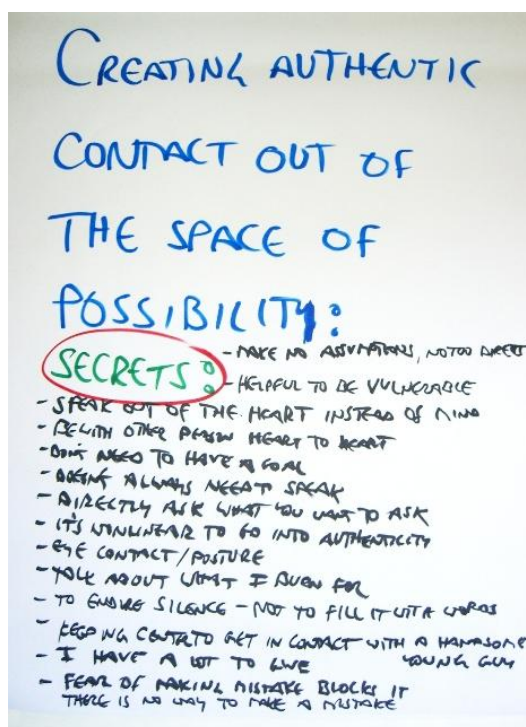 CREATING AUTHENTIC
CONTACT OUT OF
THE SPACE OF
POSSIBILITY:
SECRETS:
- MAKE NO ASSUMPTIONS, NOT TOO DIRECT
- HELPFUL TO BE VULNERABLE
- SPEAK OUT OF THE HEART INSTEAD OF MIND
- BE WITH OTHER PERSON HEART TO HEART
- DON'T NEED TO HAVE A GOAL
- DOESN'T ALWAYS NEED TO SPEAK
- DIRECTLY ASK WHAT YOU WANT TO ASK
- IT'S NONLINEAR TO GO INTO AUTHENTICITY
- EYE CONTACT/POSTURE
- TALK ABOUT WHAT I BURN FOR
- TO ENDURE SILENCE - NOT TO FILL IT WITH WORDS
- KEEPING TO GET IN CONTACT WITH A HANDSOME
YOUNG GUY
- I HAVE A LOT TO GIVE
- FEAR OF MAKING MISTAKE BLOCKS IT
THERE IS NO WAY TO MAKE A MISTAKE